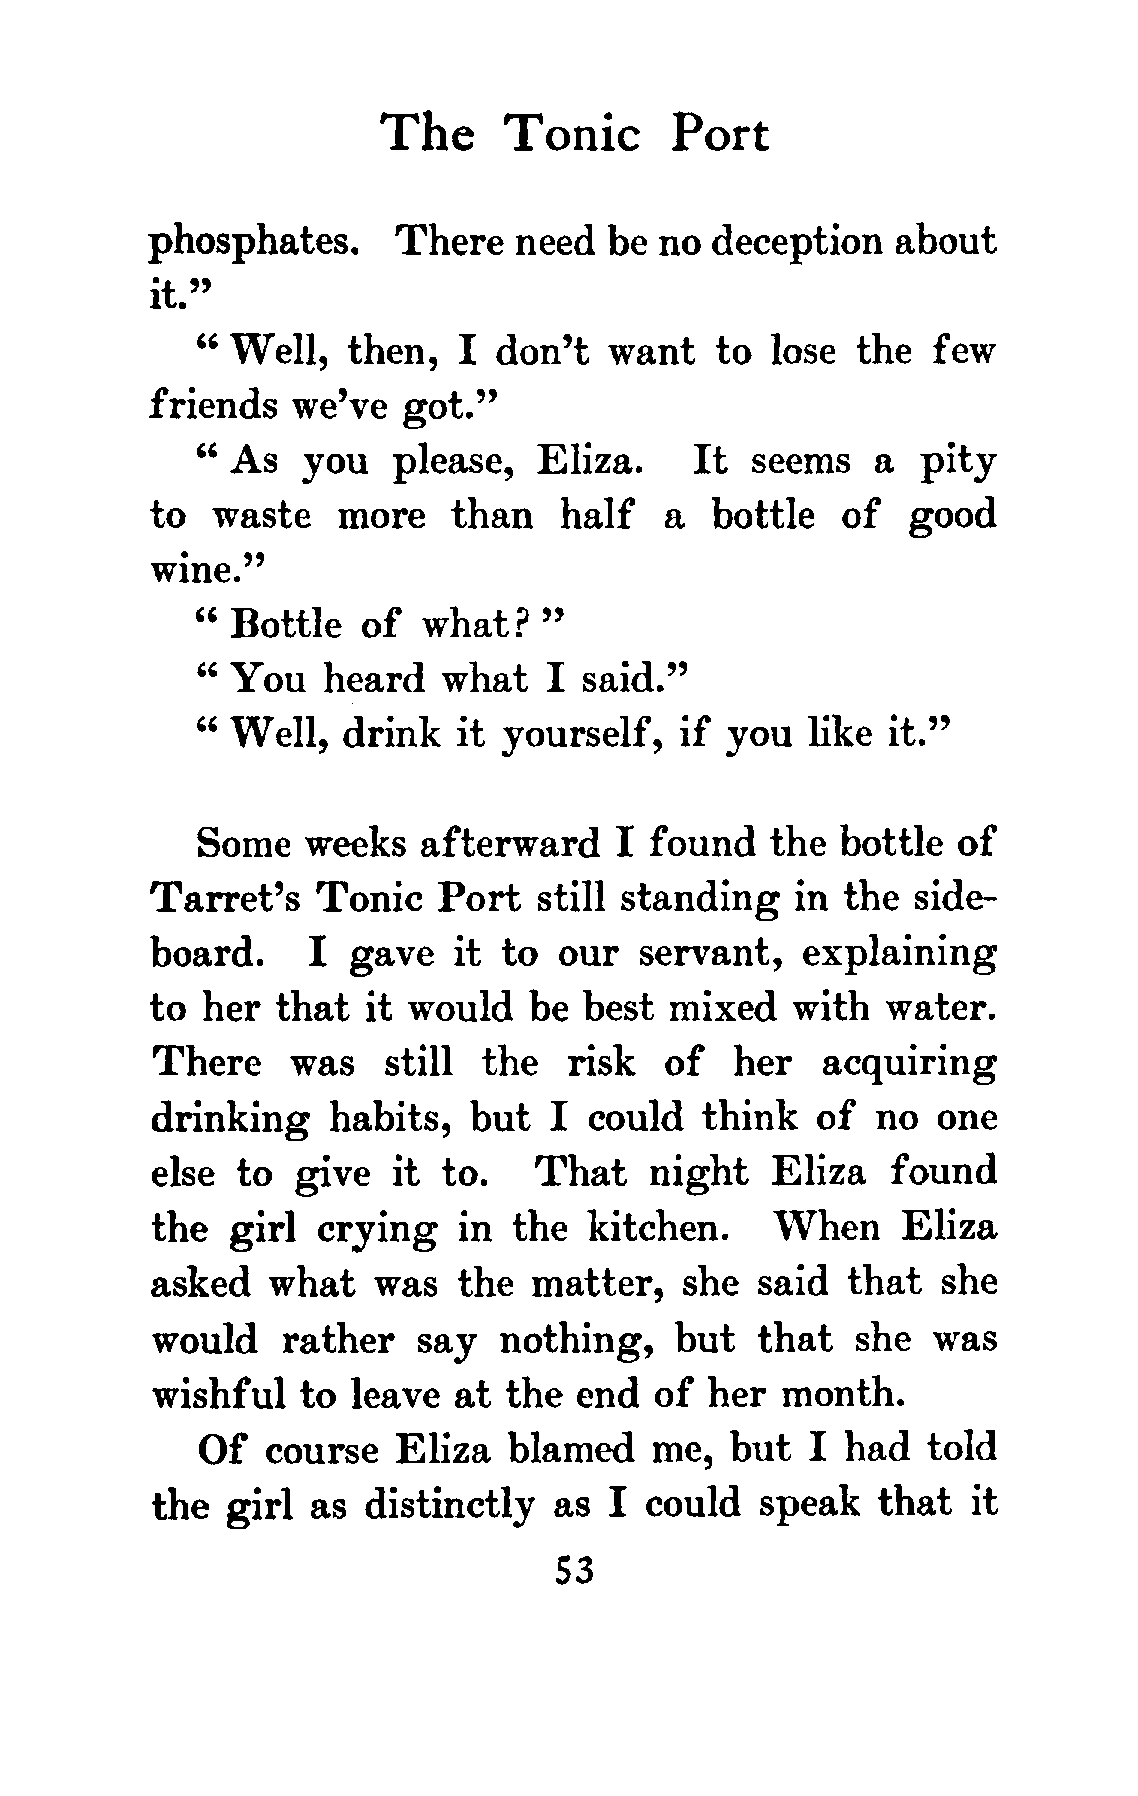 The Tonic Port
phosphates. There need be no deception about
it.”
“ Well, then, I don’t want to lose the few
friends we’ve got.”
“ As you please, Eliza. It seems a pity
to waste more than half a bottle of good
wine.”
“ Bottle of what? ”
“ You heard what I said.”
“ Well, drink it yourself, if you like it.”
Some weeks afterward I found the bottle of
Tarret’s Tonic Port still standing in the side-
board. I gave it to our servant, explaining
to her that it would be best mixed with water.
There was still the risk of her acquiring
drinking habits, but I could think of no one
else to give it to. That night Eliza found
the girl crying in the kitchen. When Eliza
asked what was the matter, she said that she
would rather say nothing, but that she was
wishful to leave at the end of her month.
Of course Eliza blamed me, but I had told
the girl as distinctly as I could speak that it
53